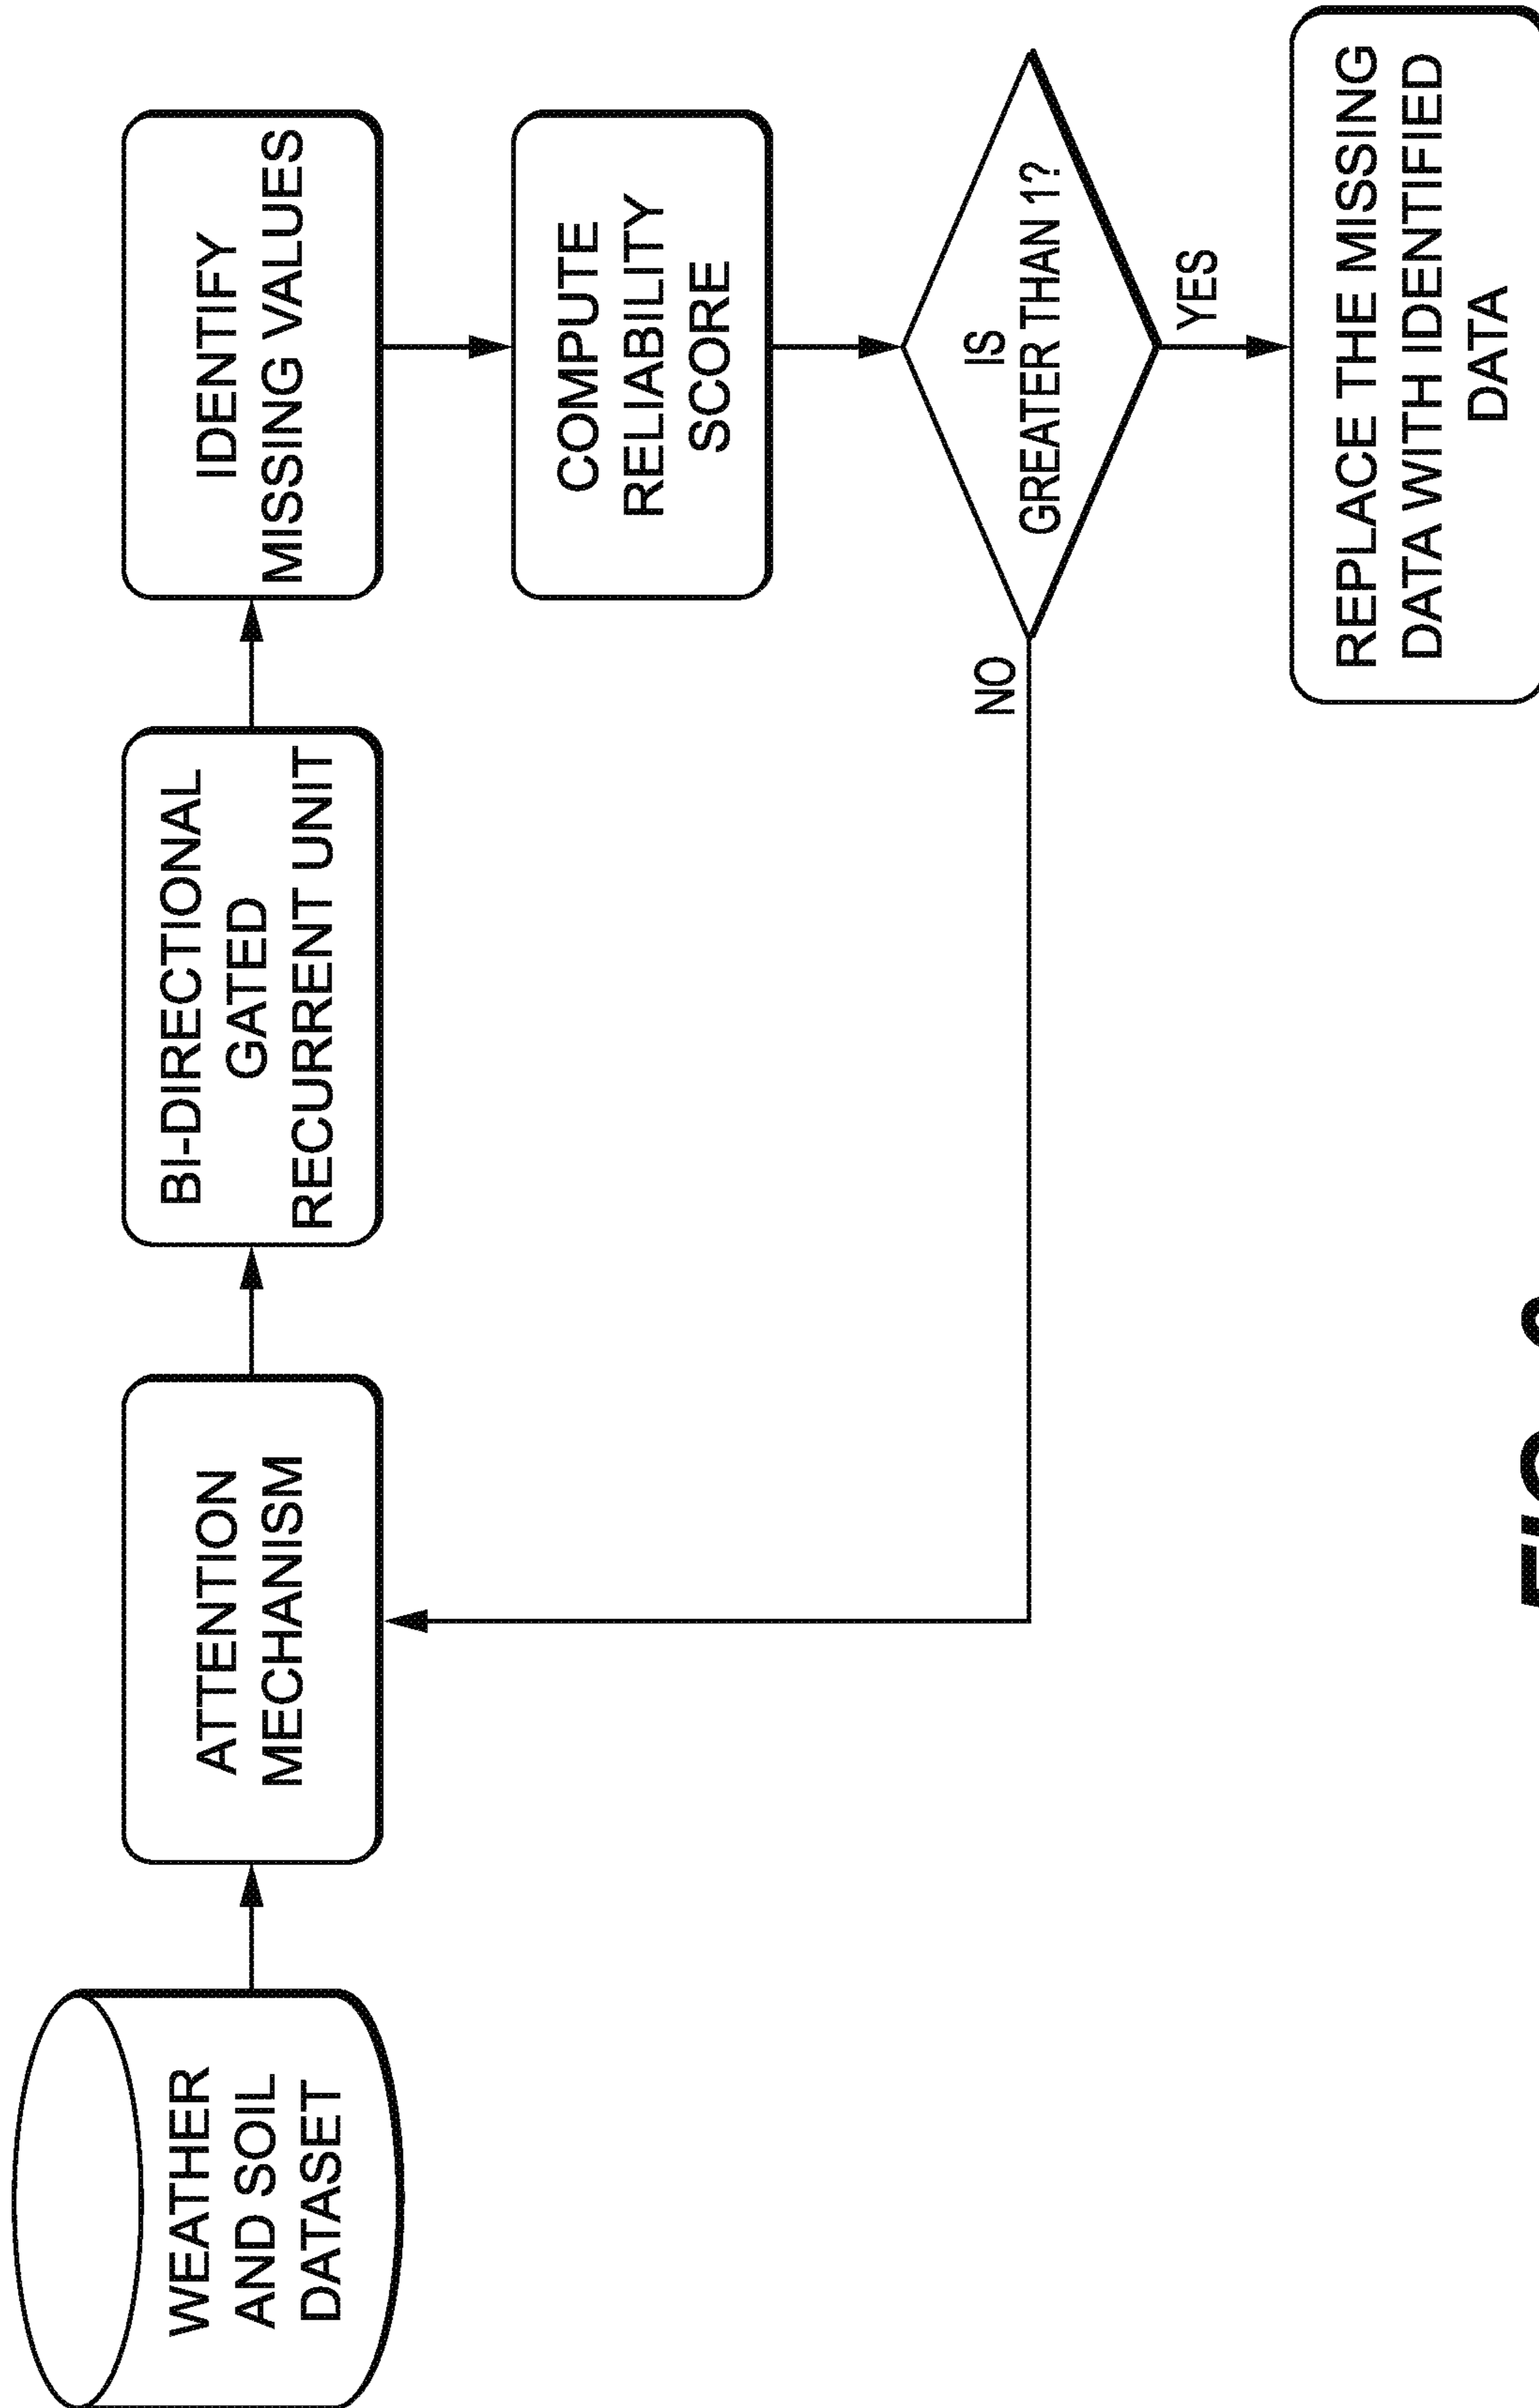 WEATHER
AND SOIL
DATASET
ATTENTION
MECHANISM
BI-DIRECTIONAL
GATED
RECURRENT UNIT
IDENTIFY
MISSING VALUES
COMPUTE
RELIABILITY
SCORE
IS
GREATER THAN 1?
NO
YES
REPLACE THE MISSING
DATA WITH IDENTIFIED
DATA